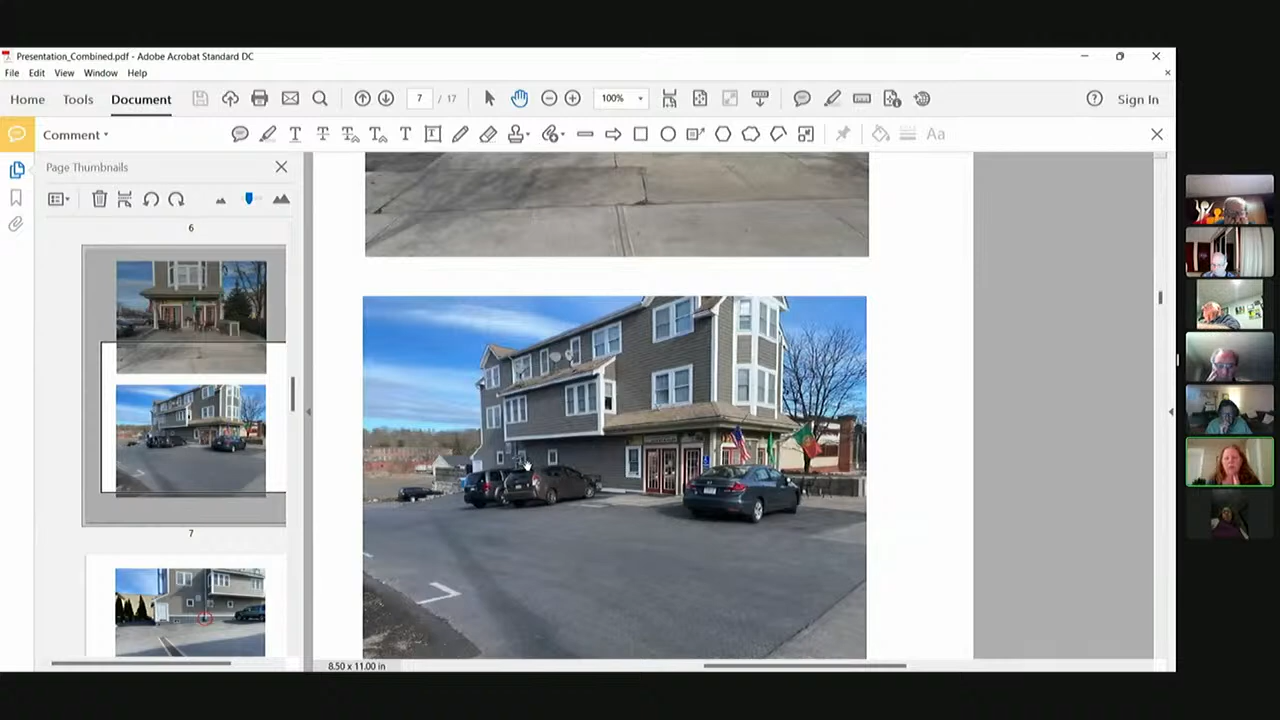 Presentation_Combined.pdf - Adobe Acrobat Standard DC
File Edit View Window Help
Home Tools Document 7 / 17 100% Sign In
Comment
Page Thumbnails
6
7
8.50 x 11.00 in